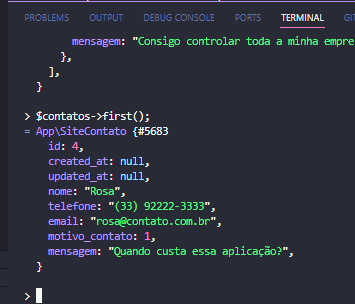 PROBLEMS OUTPUT DEBUG CONSOLE PORTS TERMINAL
mensagem: "Consigo controlar toda a minha
},
],
}
> $contatos->first();
= App\SiteContato {#5683
id: 4,
created_at: null,
updated_at: null,
nome: "Rosa",
telefone: "(33) 92222-3333",
email: "rosa@contato.com.br",
motivo_contato: 1,
mensagem: "Quando custa essa aplicação?",
}
>